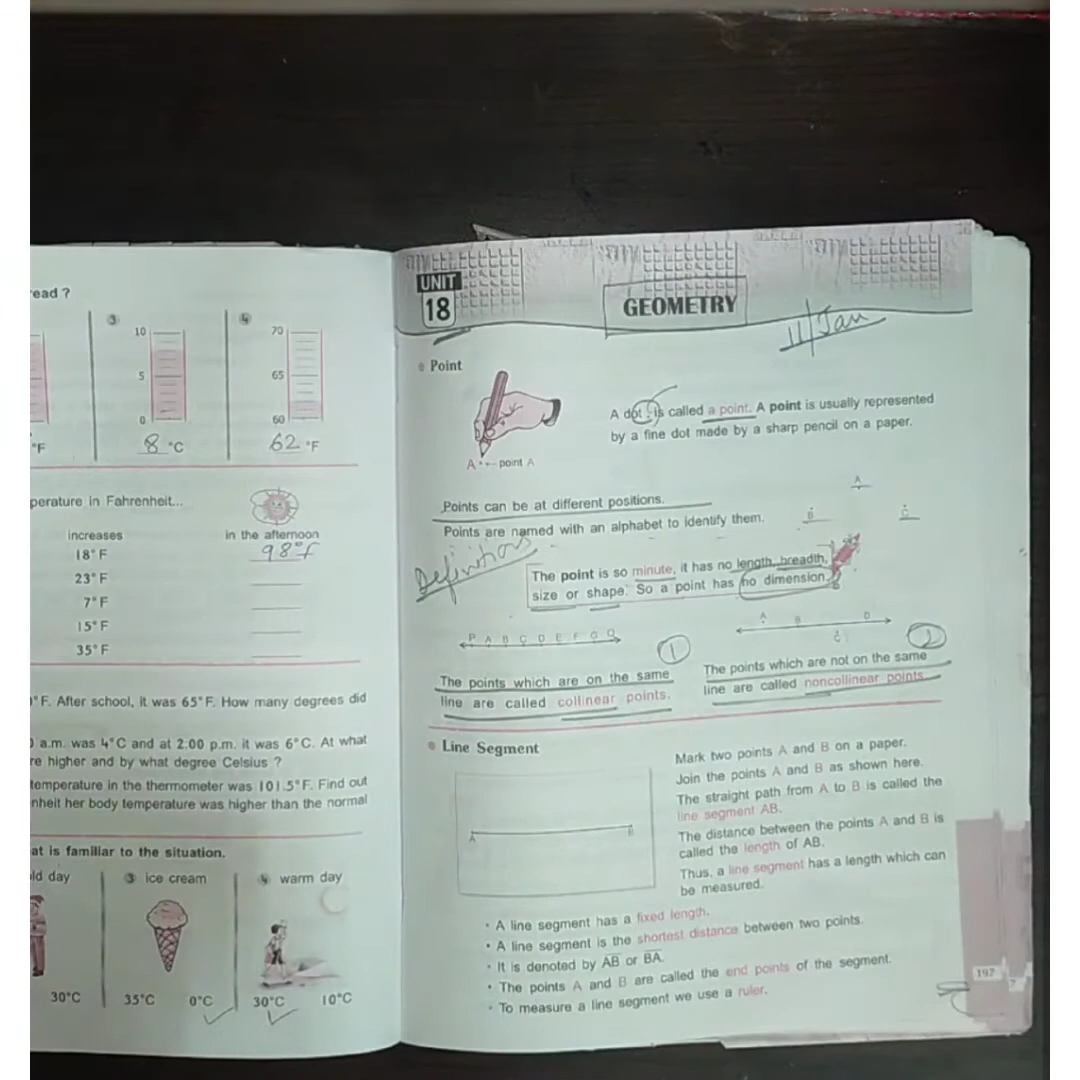 ead ?
③
④
10
5
0
70
65
60
°F
8 °C
62 °F
perature in Fahrenheit...
increases
in the afternoon
18° F
98°f
23° F
7° F
15° F
35° F
°F. After school, it was 65° F. How many degrees did
a.m. was 4°C and at 2:00 p.m. it was 6°C. At what
re higher and by what degree Celsius ?
temperature in the thermometer was 101.5°F. Find out
nheit her body temperature was higher than the normal
at is familiar to the situation.
ld day
③ ice cream
④ warm day
30°C
35°C
0°C
30°C
10°C
UNIT
18
GEOMETRY
11/Jan
Point
A dot . is called a point. A point is usually represented
by a fine dot made by a sharp pencil on a paper.
A •← point A
Points can be at different positions.
Points are named with an alphabet to identify them.
A
B
C
Definitions
The point is so minute, it has no length, breadth,
size or shape. So a point has no dimension.
P A B C D E F G Q
1
A B D
C
2
The points which are on the same
line are called collinear points.
The points which are not on the same
line are called noncollinear points.
Line Segment
A
B
Mark two points A and B on a paper.
Join the points A and B as shown here.
The straight path from A to B is called the
line segment AB.
The distance between the points A and B is
called the length of AB.
Thus, a line segment has a length which can
be measured.
• A line segment has a fixed length.
• A line segment is the shortest distance between two points.
• It is denoted by A̅B̅ or B̅A̅.
• The points A and B are called the end points of the segment.
• To measure a line segment we use a ruler.
197